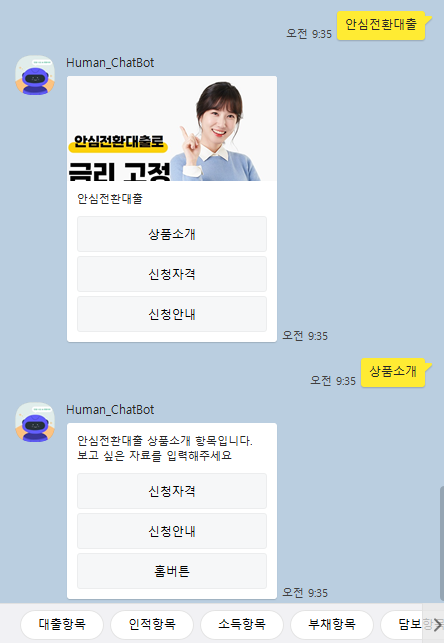 안심전환대출
오전 9:35
Human_ChatBot
안심전환대출로
금리 고정
안심전환대출
상품소개
신청자격
신청안내
오전 9:35
상품소개
오전 9:35
Human_ChatBot
안심전환대출 상품소개 항목입니다.
보고 싶은 자료를 입력해주세요
신청자격
신청안내
홈버튼
오전 9:35
대출항목 인적항목 소득항목 부채항목 담보항